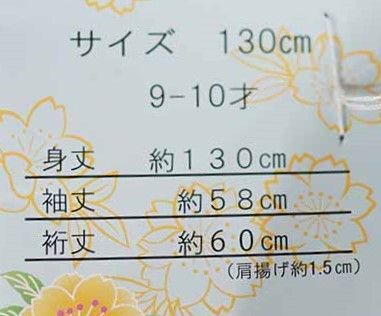 サイズ 130cm
9-10才
身丈 約130cm
袖丈 約58cm
裄丈 約60cm
(肩揚げ約1.5cm)